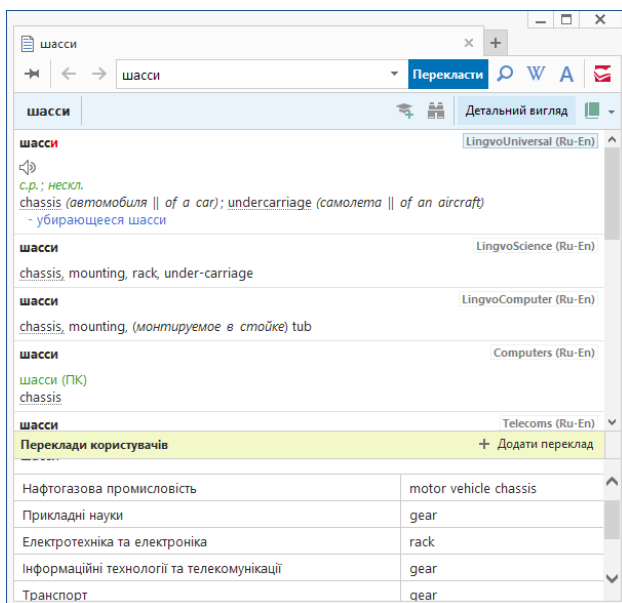 шасси
шасси Перекласти W A
шасси Детальний вигляд
шасси LingvoUniversal (Ru-En)
с.р.; нескл.
chassis (автомобиля || of a car); undercarriage (самолета || of an aircraft)
- убирающееся шасси
шасси LingvoScience (Ru-En)
chassis, mounting, rack, under-carriage
шасси LingvoComputer (Ru-En)
chassis, mounting, (монтируемое в стойке) tub
шасси Computers (Ru-En)
шасси (ПК)
chassis
шасси Telecoms (Ru-En)
Переклади користувачів + Додати переклад
Нафтогазова промисловість motor vehicle chassis
Прикладні науки gear
Електротехніка та електроніка rack
Інформаційні технології та телекомунікації gear
Транспорт gear